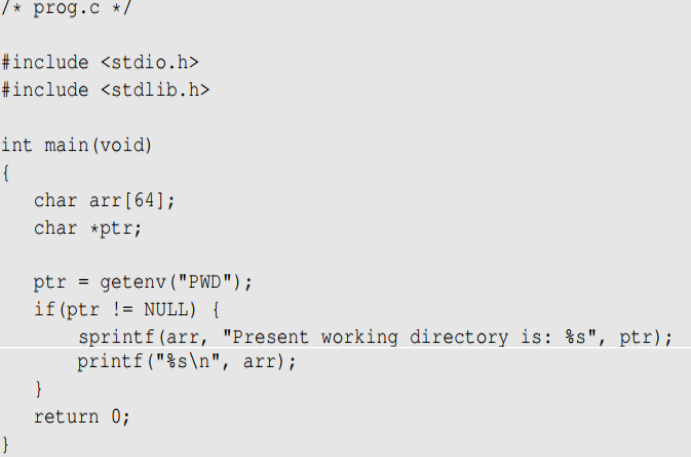 /* prog.c */
#include <stdio.h>
#include <stdlib.h>
int main(void)
{
char arr[64];
char *ptr;
ptr = getenv("PWD");
if(ptr != NULL) {
sprintf(arr, "Present working directory is: %s", ptr);
printf("%s\n", arr);
}
return 0;
}